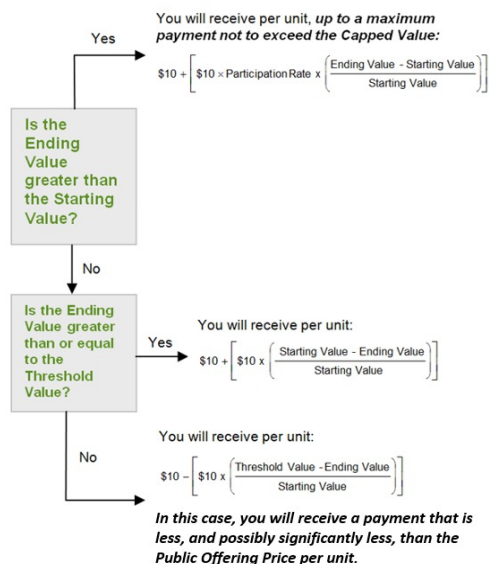 You will receive per unit, up to a maximum
payment not to exceed the Capped Value:
Yes
$10 + [ $10 × Participation Rate x ( Ending Value - Starting Value / Starting Value ) ]
Is the
Ending
Value
greater than
the Starting
Value?
No
Is the Ending
Value greater
than or equal
to the
Threshold
Value?
Yes
You will receive per unit:
$10 + [ $10 x ( Starting Value - Ending Value / Starting Value ) ]
You will receive per unit:
No
$10 – [ $10 x ( Threshold Value - Ending Value / Starting Value ) ]
In this case, you will receive a payment that is
less, and possibly significantly less, than the
Public Offering Price per unit.